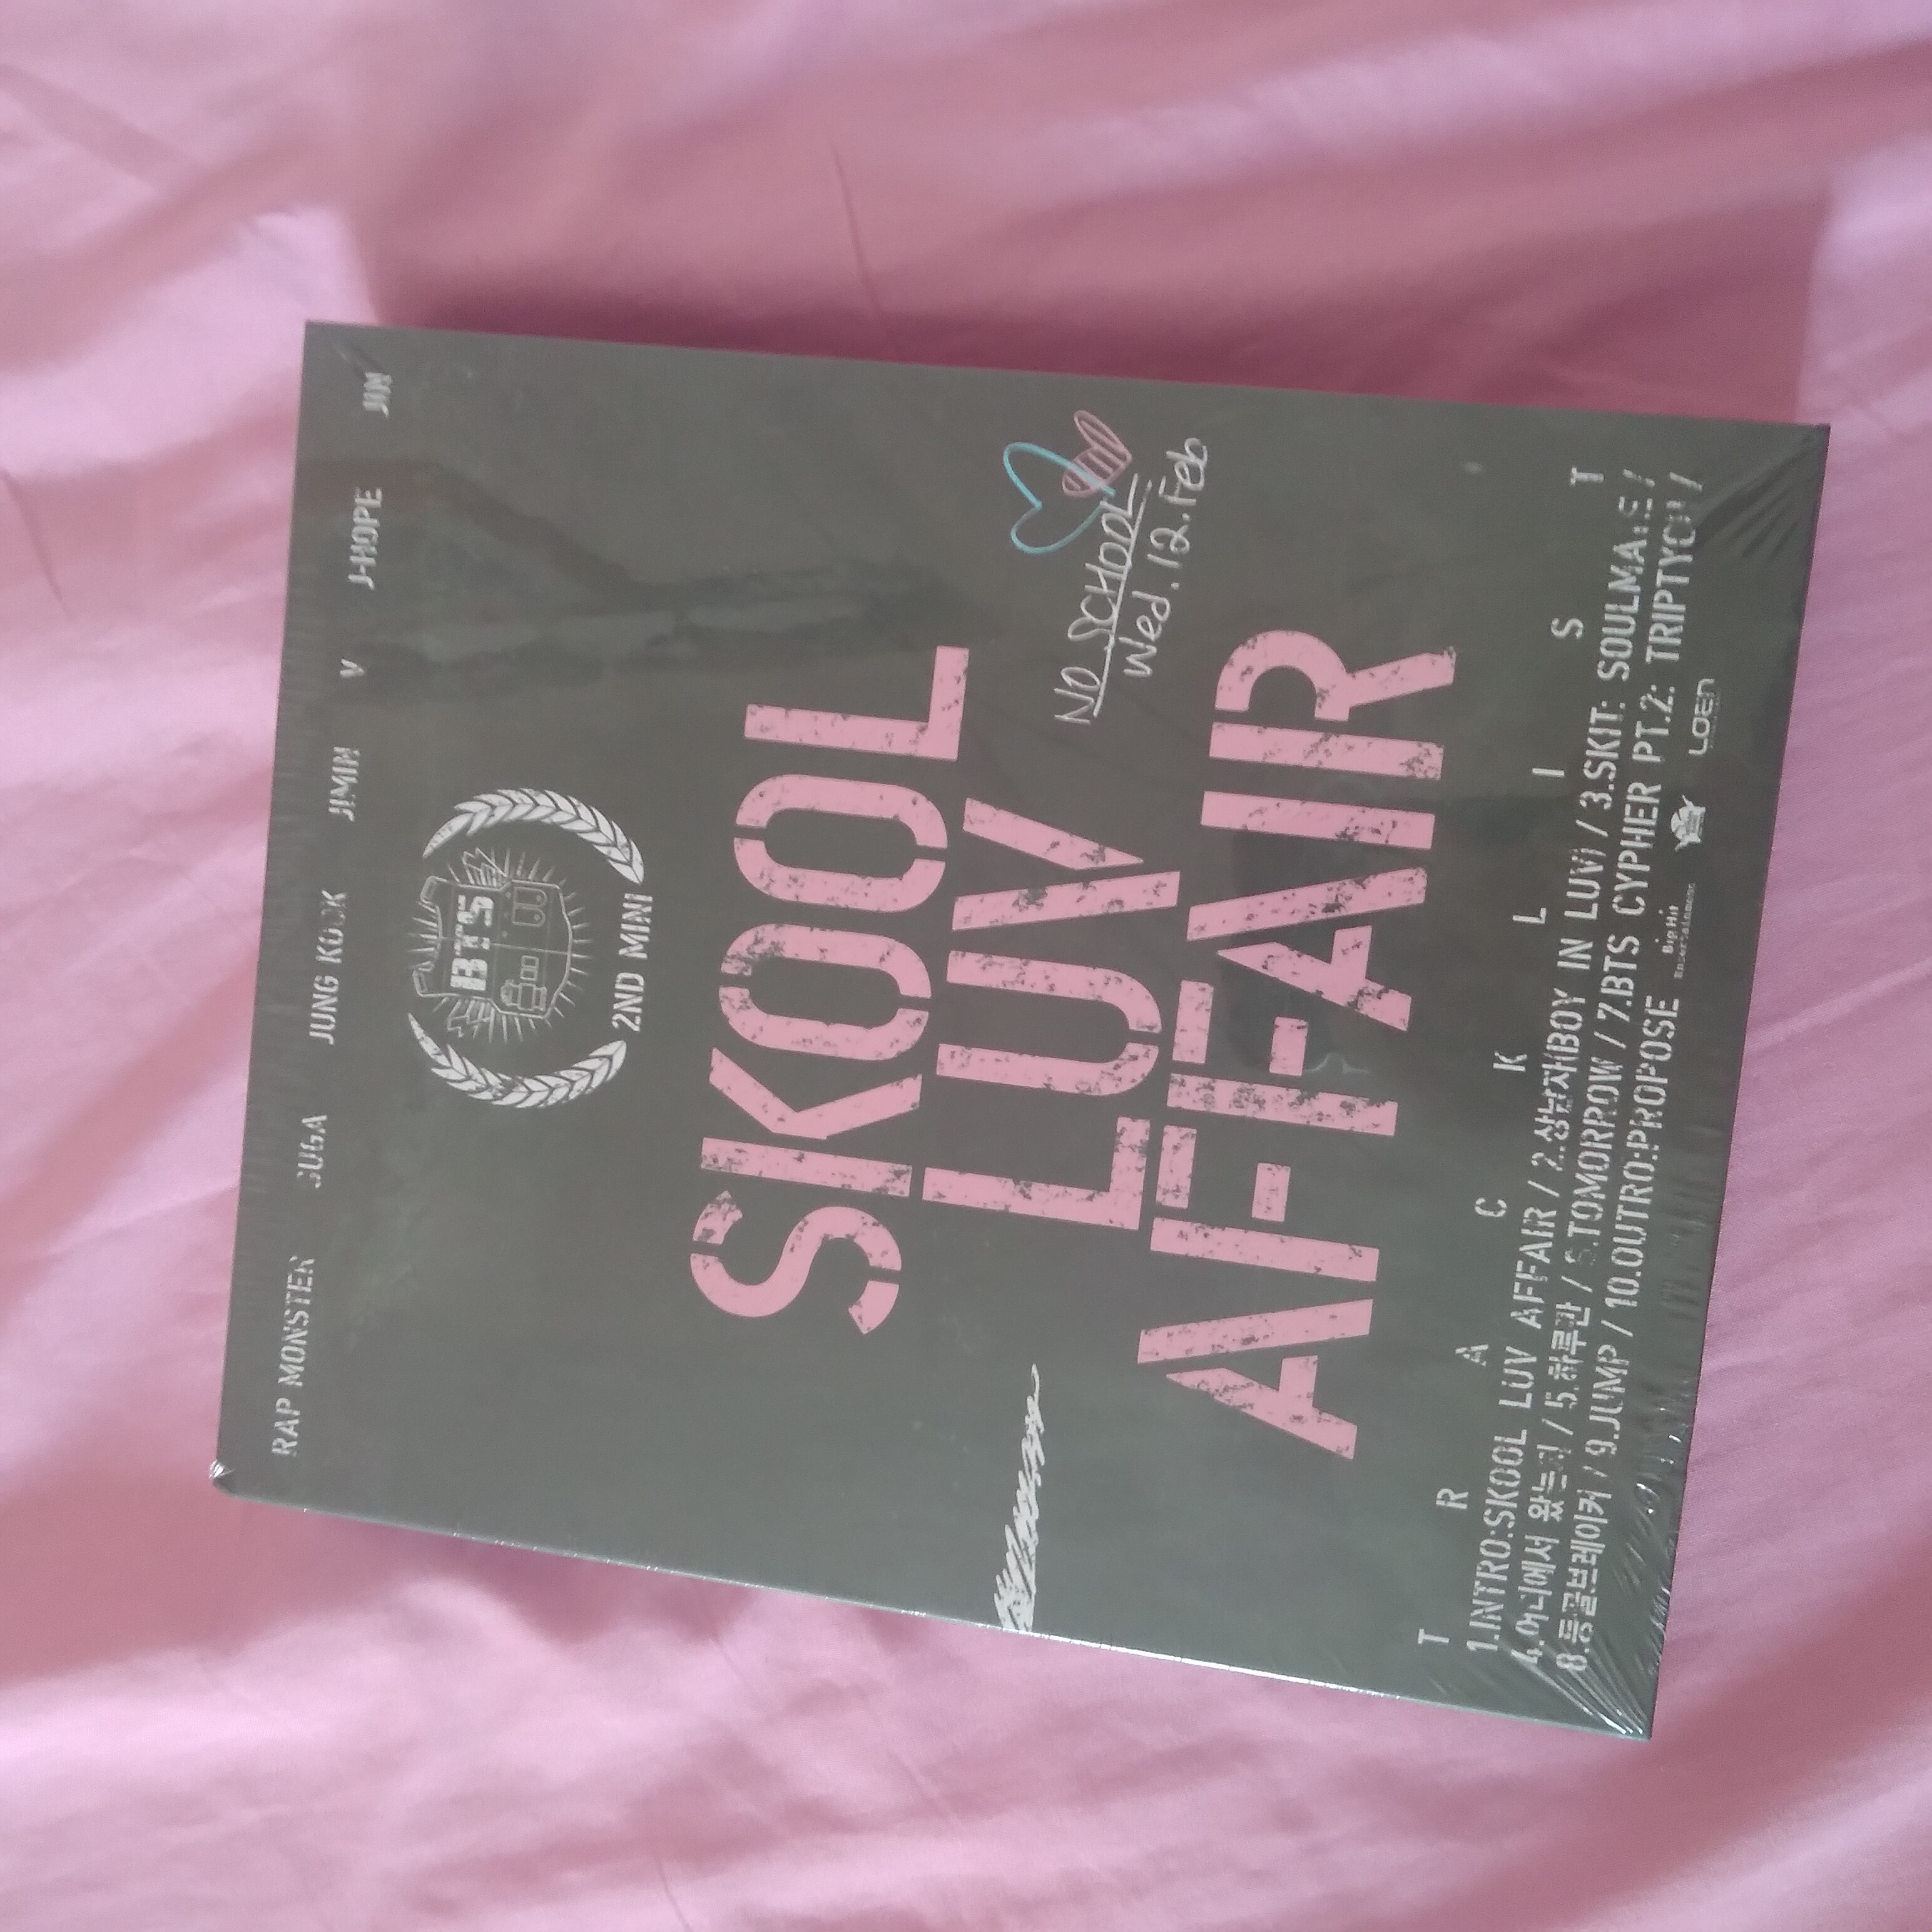 RAP MONSTER SUGA JUNG KOOK JIMIN V J-HOPE JIN
BTS
2ND MINI
SKOOL
LUV
AFFAIR
NO SCHOOL
Wed. 12. Feb
T R A C K L I S T
1.INTRO:SKOOL LUV AFFAIR / 2.상남자(BOY IN LUV) / 3.SKIT: SOULMATE /
4.어디에서 왔는지 / 5.하루만 / 6.TOMORROW / 7.BTS CYPHER PT.2: TRIPTYCH /
8.등골브레이커 / 9.JUMP / 10.OUTRO:PROPOSE
BigHit
Entertainment
LOEN